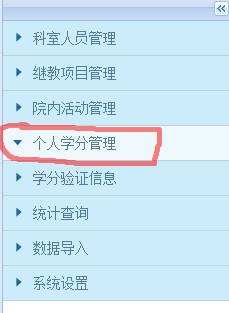 科室人员管理
继教项目管理
院内活动管理
个人学分管理
学分验证信息
统计查询
数据导入
系统设置